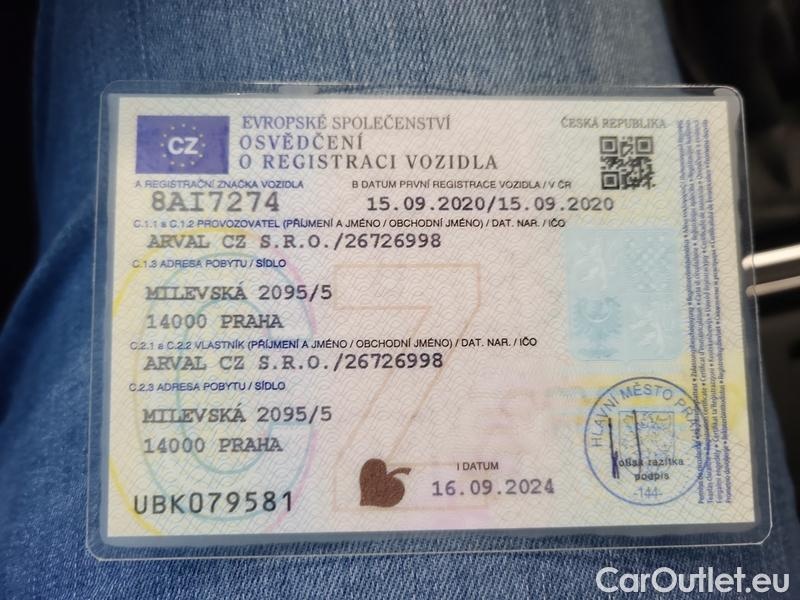 CZ
EVROPSKÉ SPOLEČENSTVÍ
ČESKÁ REPUBLIKA
OSVĚDČENÍ
O REGISTRACI VOZIDLA
A REGISTRAČNÍ ZNAČKA VOZIDLA
B DATUM PRVNÍ REGISTRACE VOZIDLA / V ČR
8AI7274
15.09.2020/15.09.2020
C.1.1 a C.1.2 PROVOZOVATEL (PŘÍJMENÍ A JMÉNO / OBCHODNÍ JMÉNO) / DAT. NAR. / IČO
ARVAL CZ S.R.O./26726998
C.1.3 ADRESA POBYTU / SÍDLO
MILEVSKÁ 2095/5
14000 PRAHA
C.2.1 a C.2.2 VLASTNÍK (PŘÍJMENÍ A JMÉNO / OBCHODNÍ JMÉNO) / DAT. NAR. / IČO
ARVAL CZ S.R.O./26726998
C.2.3 ADRESA POBYTU / SÍDLO
MILEVSKÁ 2095/5
14000 PRAHA
HLAVNÍ MĚSTO
otisk razítka
podpis
-144-
I DATUM
16.09.2024
UBK079581
CarOutlet.eu